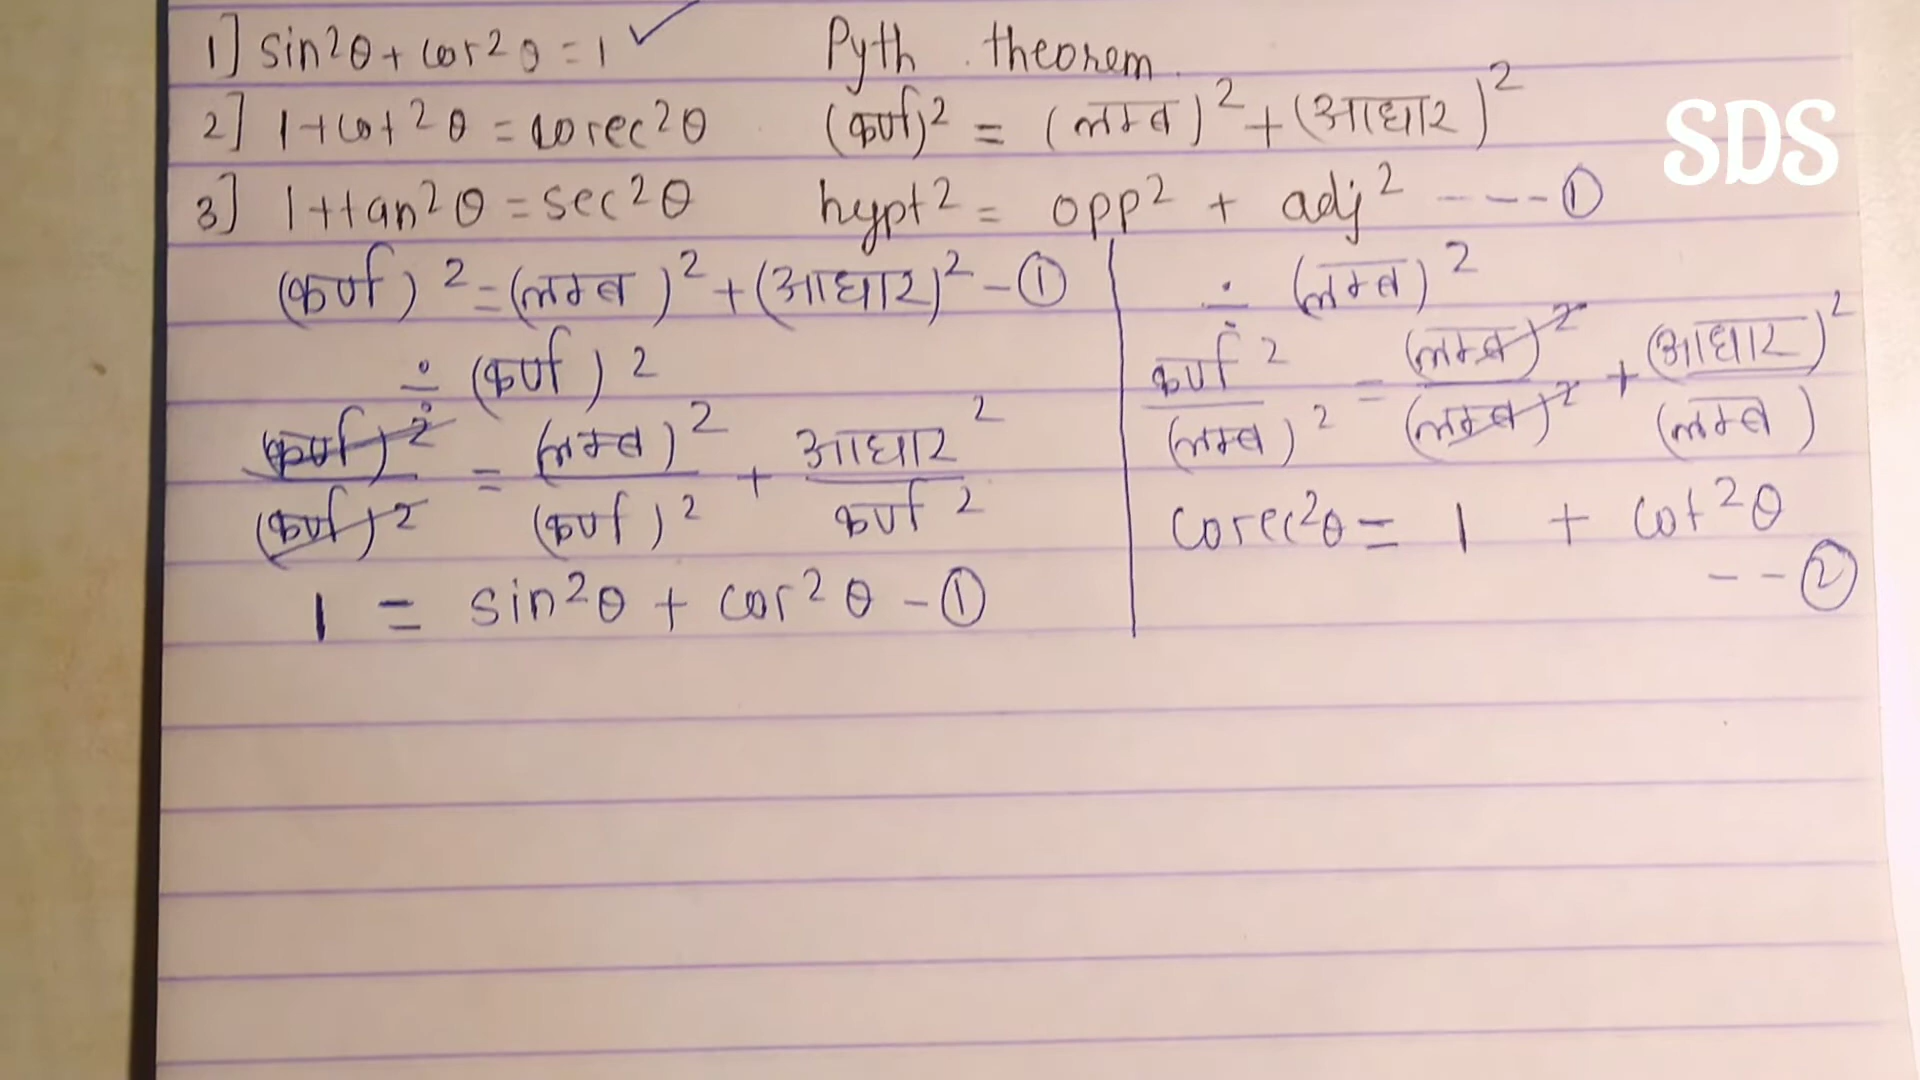 1] sin²θ + cos²θ = 1 ✓ Pyth. theorem.
2] 1 + cot²θ = cosec²θ (कर्ण)² = (लम्ब)² + (आधार)²
SDS
3] 1 + tan²θ = sec²θ hypt² = opp² + adj² ---- ①
(कर्ण)² = (लम्ब)² + (आधार)² - ①
÷ (कर्ण)²
(कर्ण)²/(कर्ण)² = (लम्ब)²/(कर्ण)² + आधार²/कर्ण²
1 = sin²θ + cos²θ - ①
÷ (लम्ब)²
कर्ण²/(लम्ब)² = (लम्ब)²/(लम्ब)² + (आधार)²/(लम्ब)
cosec²θ = 1 + cot²θ
-- ②